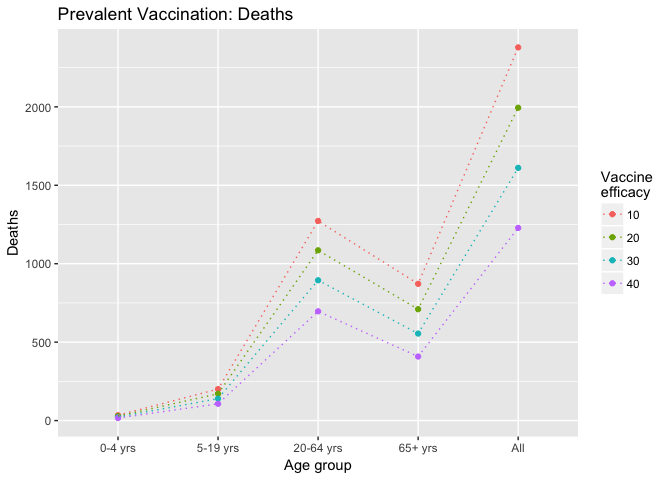 Prevalent Vaccination: Deaths
Deaths
2000
1500
1000
500
0
0-4 yrs
5-19 yrs
20-64 yrs
65+ yrs
All
Age group
Vaccine
efficacy
10
20
30
40